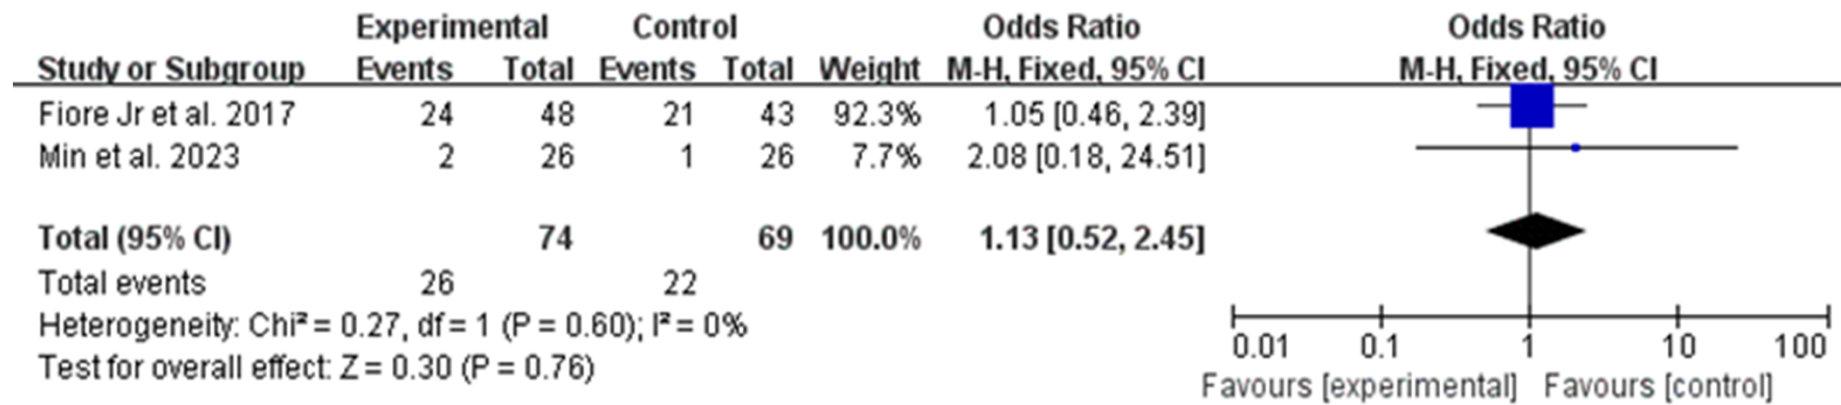 Experimental Control Odds Ratio Odds Ratio
Study or Subgroup Events Total Events Total Weight M-H, Fixed, 95% CI M-H, Fixed, 95% CI
Fiore Jr et al. 2017 24 48 21 43 92.3% 1.05 [0.46, 2.39]
Min et al. 2023 2 26 1 26 7.7% 2.08 [0.18, 24.51]
Total (95% CI) 74 69 100.0% 1.13 [0.52, 2.45]
Total events 26 22
Heterogeneity: Chi² = 0.27, df = 1 (P = 0.60); I² = 0%
Test for overall effect: Z = 0.30 (P = 0.76)
0.01 0.1 1 10 100
Favours [experimental] Favours [control]